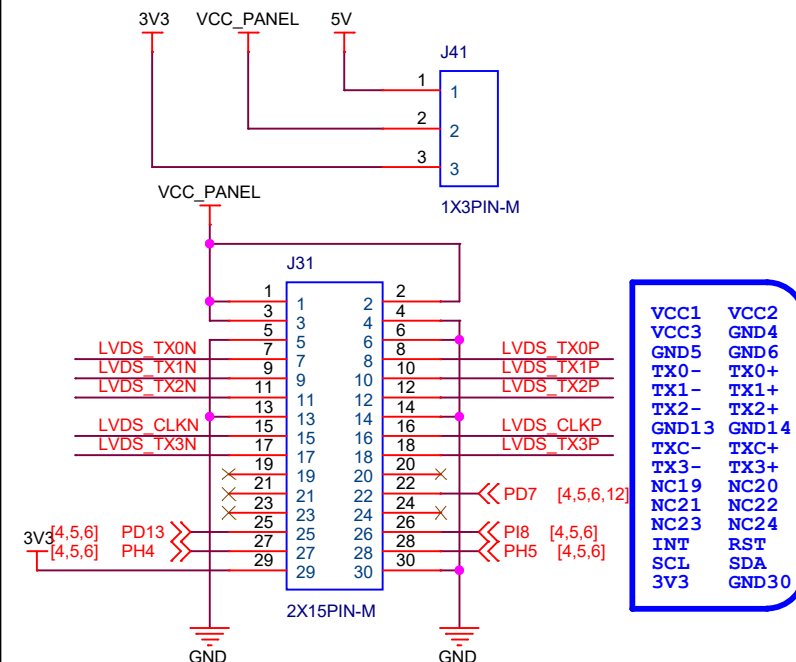 3V3 VCC_PANEL 5V
J41
1 1
2 2
3 3
1X3PIN-M
VCC_PANEL
J31
1 1 2 2
3 3 4 4
5 5 6 6
LVDS_TX0N 7 7 8 8 LVDS_TX0P
LVDS_TX1N 9 9 10 10 LVDS_TX1P
LVDS_TX2N 11 11 12 12 LVDS_TX2P
13 13 14 14
LVDS_CLKN 15 15 16 16 LVDS_CLKP
LVDS_TX3N 17 17 18 18 LVDS_TX3P
19 19 20 20
21 21 22 22 PD7 [4,5,6,12]
23 23 24 24
[4,5,6] PD13 25 25 26 26 PI8 [4,5,6]
3V3 [4,5,6] PH4 27 27 28 28 PH5 [4,5,6]
29 29 30 30
2X15PIN-M
GND GND
VCC1 VCC2
VCC3 GND4
GND5 GND6
TX0- TX0+
TX1- TX1+
TX2- TX2+
GND13 GND14
TXC- TXC+
TX3- TX3+
NC19 NC20
NC21 NC22
NC23 NC24
INT RST
SCL SDA
3V3 GND30